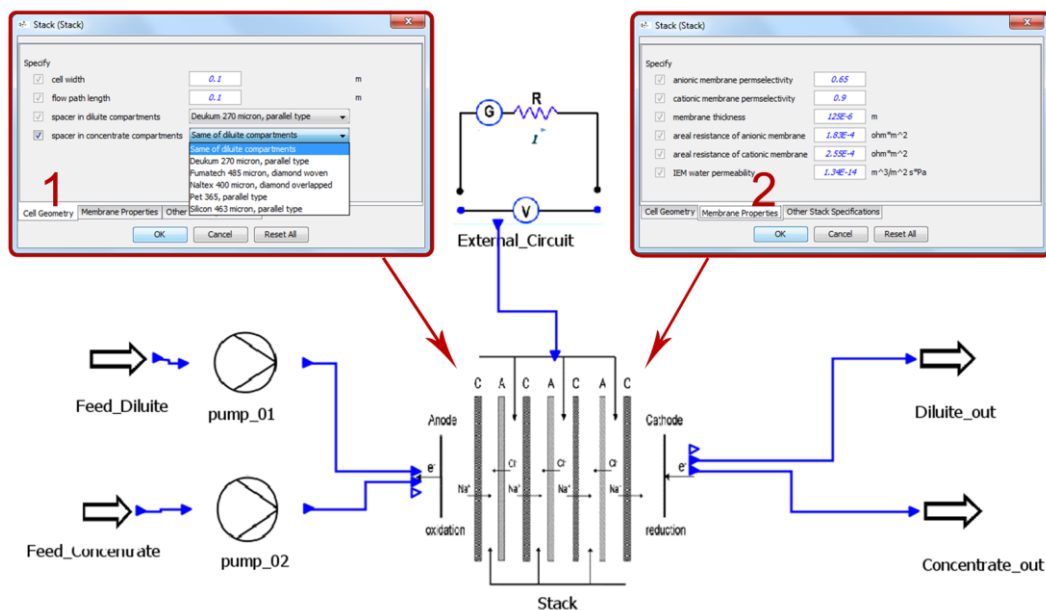 Stack (Stack)
Specify
cell width 0.1 m
flow path length 0.1 m
spacer in diluite compartments Deukum 270 micron, parallel type
spacer in concentrate compartments Same of diluite compartments
Same of diluite compartments
Deukum 270 micron, parallel type
Fumatech 485 micron, diamond woven
Naltex 400 micron, diamond overlapped
Pet 365, parallel type
Silicon 463 micron, parallel type
1
Cell Geometry Membrane Properties Other
OK Cancel Reset All
R
G
I
V
External_Circuit
Stack (Stack)
Specify
anionic membrane permselectivity 0.65
cationic membrane permselectivity 0.9
membrane thickness 125E-6 m
areal resistance of anionic membrane 1.83E-4 ohm*m^2
areal resistance of cationic membrane 2.55E-4 ohm*m^2
IEM water permeability 1.34E-14 m^3/m^2 s*Pa
2
Cell Geometry Membrane Properties Other Stack Specifications
OK Cancel Reset All
Feed_Diluite
pump_01
Feed_Concentrate
pump_02
C A C A C A C
Anode
Cathode
e-
e-
Cl- Cl- Cl-
Na+ Na+ Na+ Na+
oxidation
reduction
Stack
Diluite_out
Concentrate_out